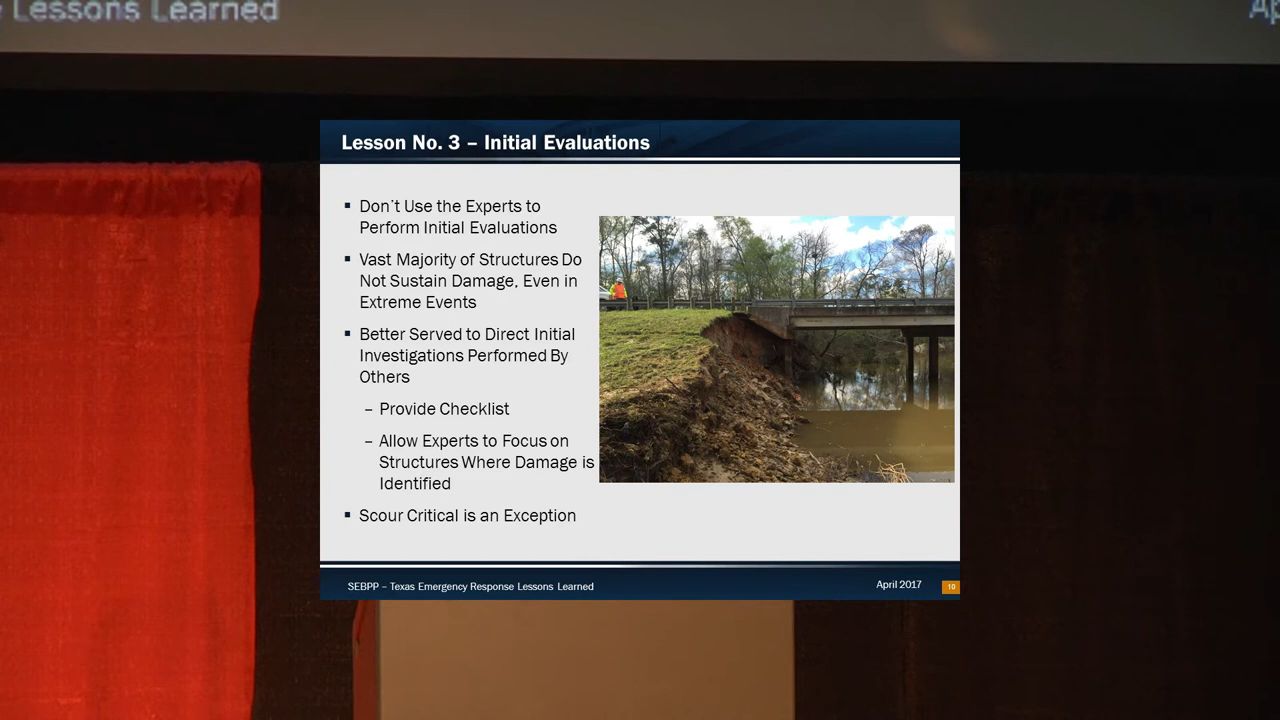 Lessons Learned
Lesson No. 3 – Initial Evaluations
▪ Don't Use the Experts to
Perform Initial Evaluations
▪ Vast Majority of Structures Do
Not Sustain Damage, Even in
Extreme Events
▪ Better Served to Direct Initial
Investigations Performed By
Others
– Provide Checklist
– Allow Experts to Focus on
Structures Where Damage is
Identified
▪ Scour Critical is an Exception
SEBPP – Texas Emergency Response Lessons Learned
April 2017
10